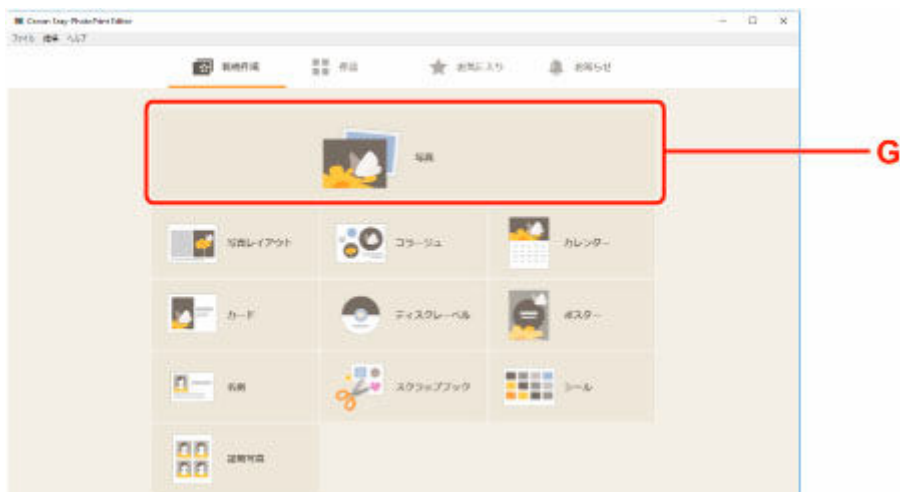 Canon Easy-PhotoPrint Editor
ファイル 編集 ヘルプ
新規作成 作品 お気に入り お知らせ
写真
G
写真レイアウト コラージュ カレンダー
カード ディスクレーベル ポスター
名刺 スクラップブック シール
証明写真